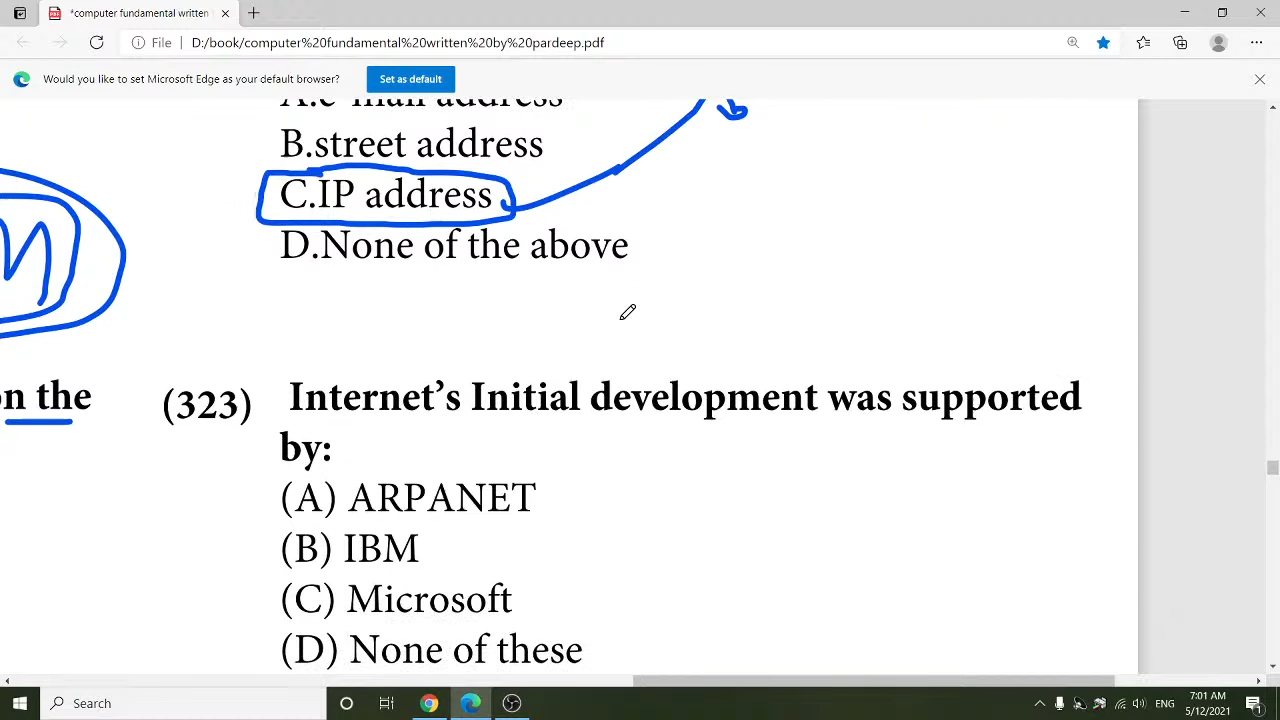 *computer fundamental written
File
D:/book/computer%20fundamental%20written%20by%20pardeep.pdf
Would you like to set Microsoft Edge as your default browser?
Set as default
A.e-mail address
B.street address
C.IP address
D.None of the above
on the
(323) Internet's Initial development was supported
by:
(A) ARPANET
(B) IBM
(C) Microsoft
(D) None of these
Search
ENG
7:01 AM
5/12/2021